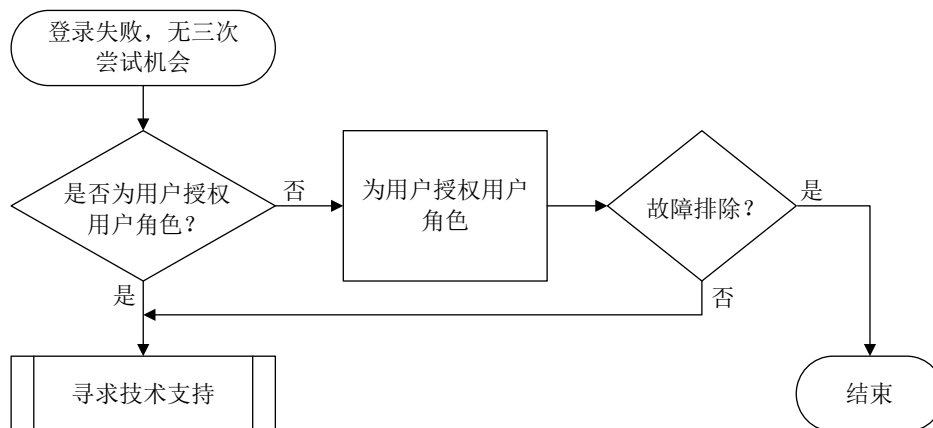 登录失败，无三次
尝试机会
是否为用户授权
用户角色？
否
为用户授权用户
角色
故障排除？
是
是
否
寻求技术支持
结束